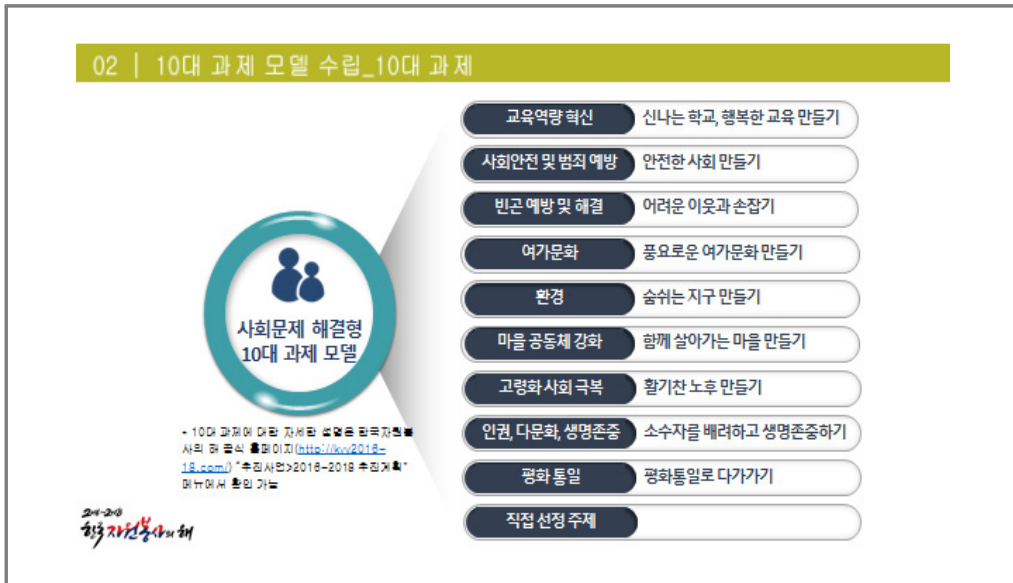 02 | 10대 과제 모델 수립_10대 과제
교육역량 혁신 신나는 학교, 행복한 교육 만들기
사회안전 및 범죄 예방 안전한 사회 만들기
빈곤 예방 및 해결 어려운 이웃과 손잡기
여가문화 풍요로운 여가문화 만들기
환경 숨쉬는 지구 만들기
마을 공동체 강화 함께 살아가는 마을 만들기
고령화 사회 극복 활기찬 노후 만들기
인권, 다문화, 생명존중 소수자를 배려하고 생명존중하기
평화 통일 평화통일로 다가가기
직접 선정 주제
사회문제 해결형
10대 과제 모델
- 10대 과제에 대한 자세한 설명은 한국자원봉
사의 해 공식 홈페이지(http://kvy2016-
18.com/) "추진사업>2016-2018 추진계획"
메뉴에서 확인 가능
2016-2018
한국자원봉사의 해